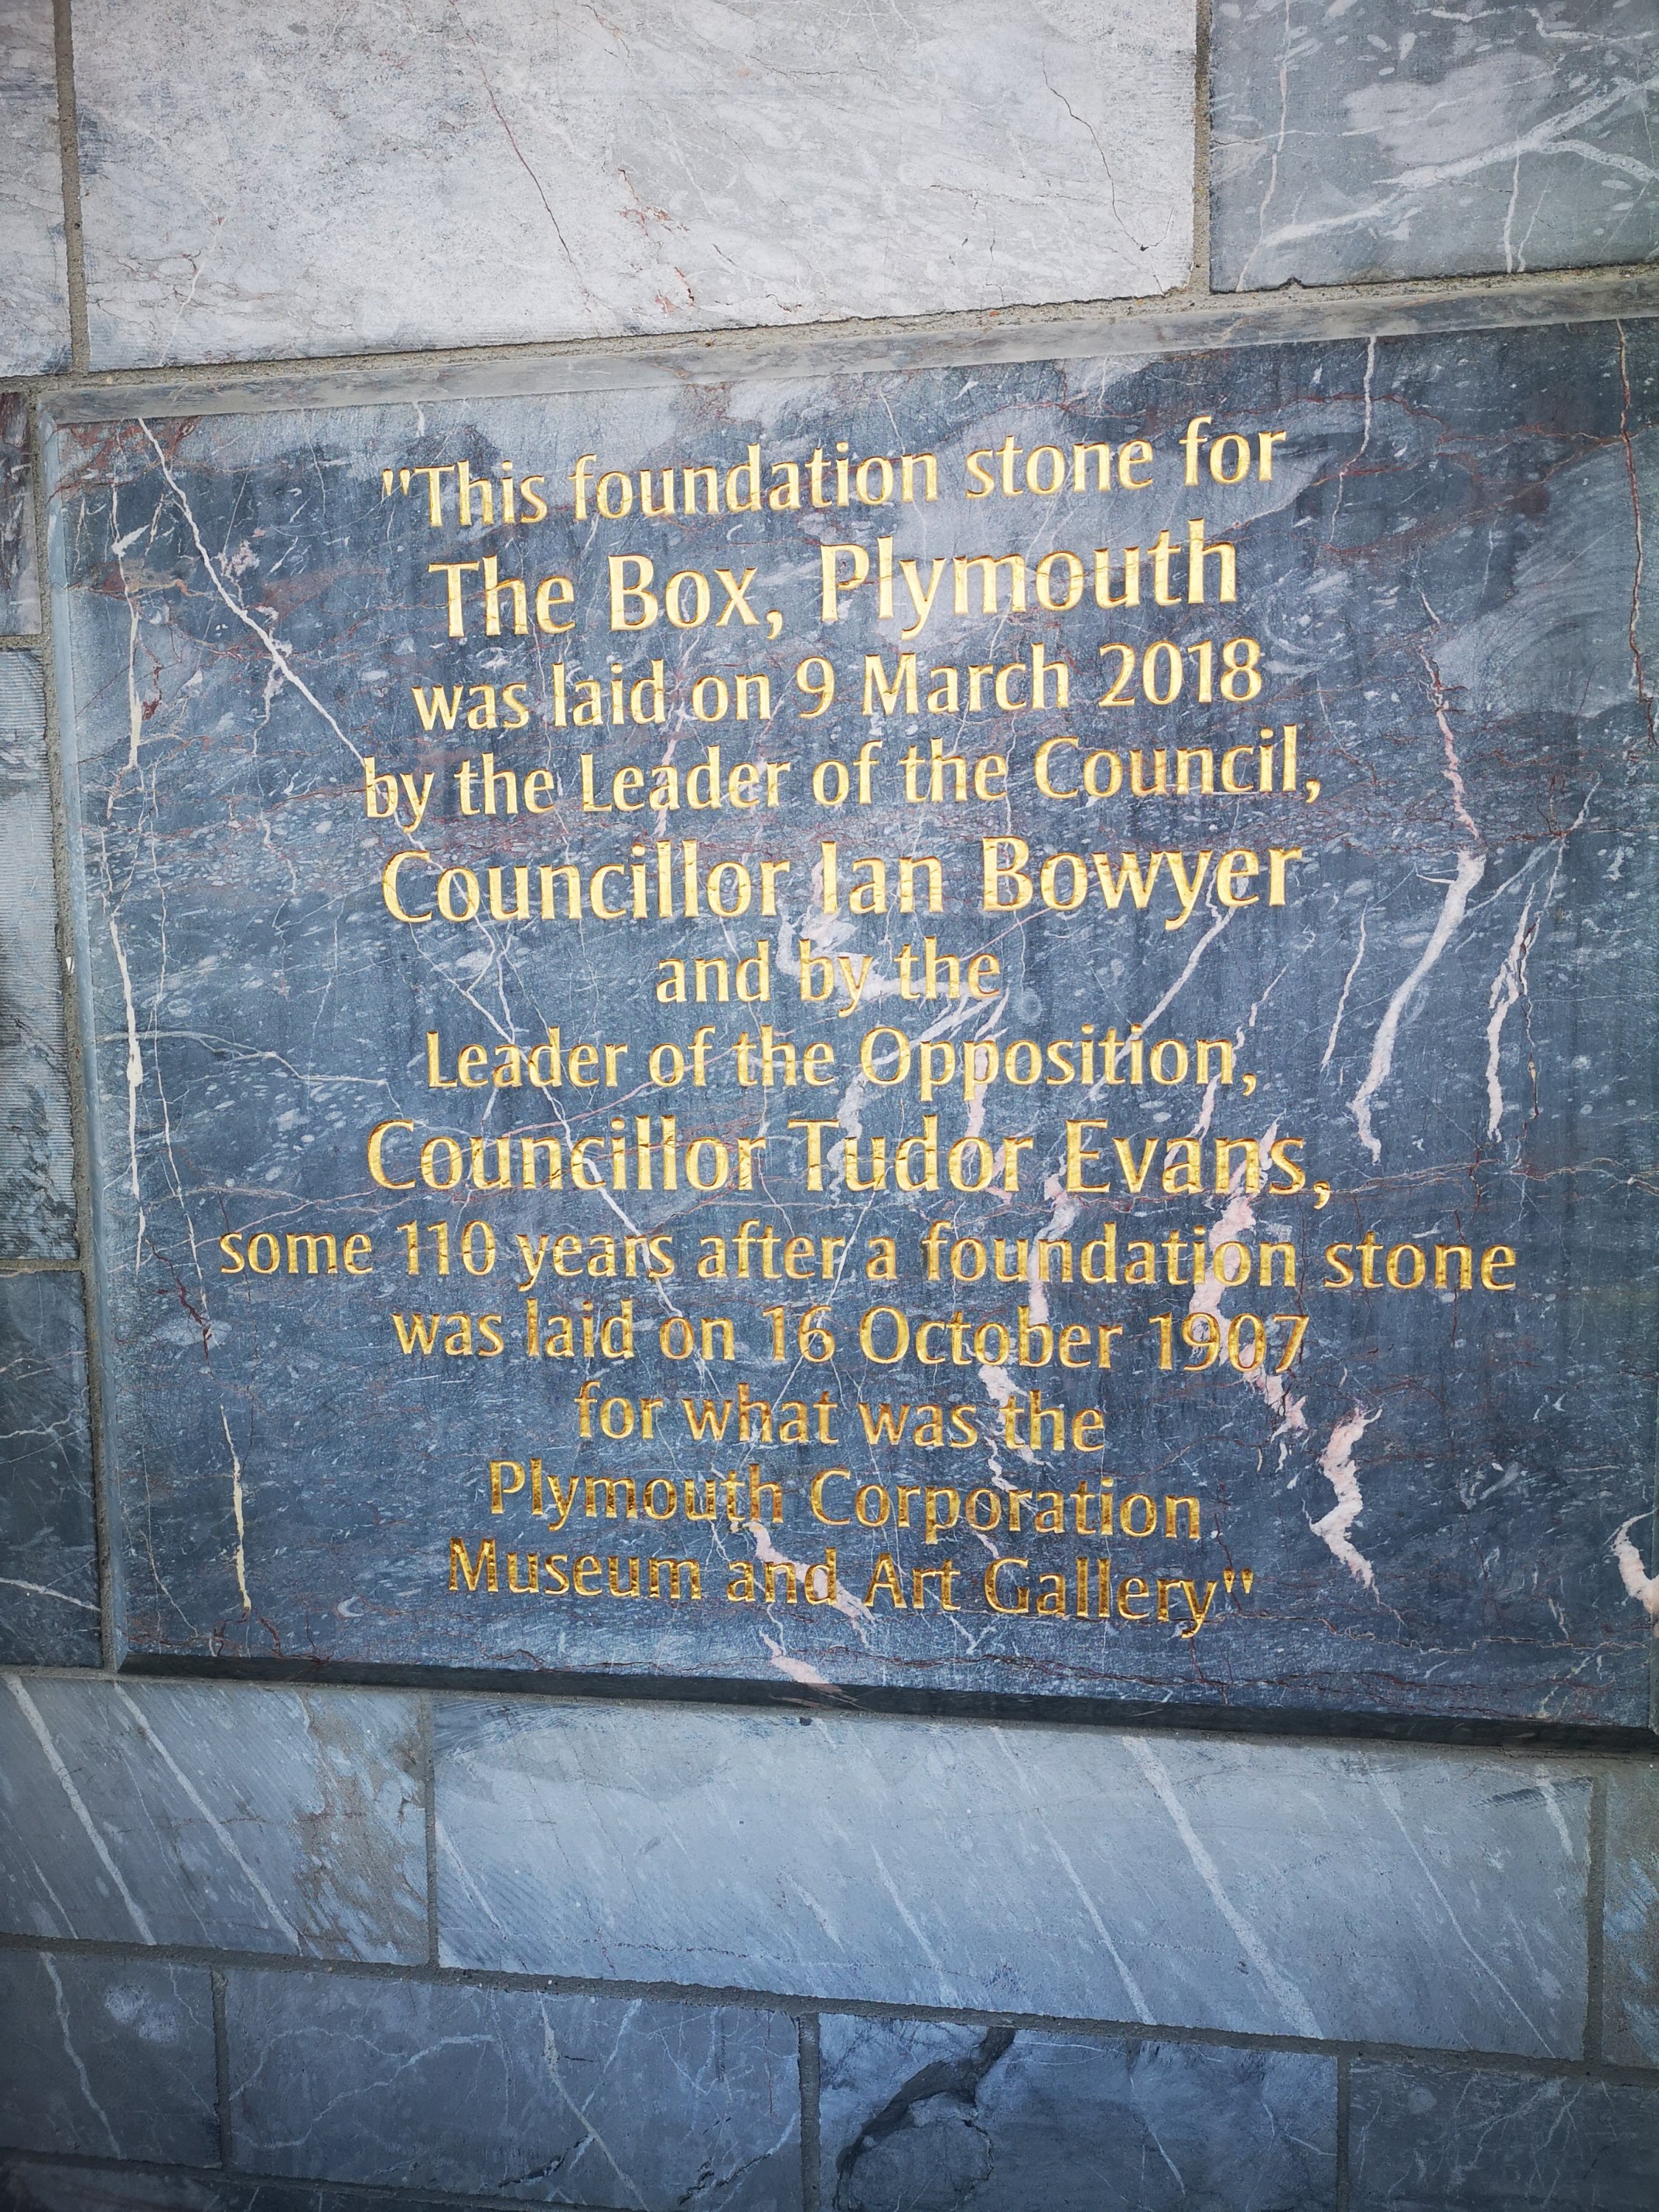 "This foundation stone for
The Box, Plymouth
was laid on 9 March 2018
by the Leader of the Council,
Councillor Ian Bowyer
and by the
Leader of the Opposition,
Councillor Tudor Evans,
some 110 years after a foundation stone
was laid on 16 October 1907
for what was the
Plymouth Corporation
Museum and Art Gallery"